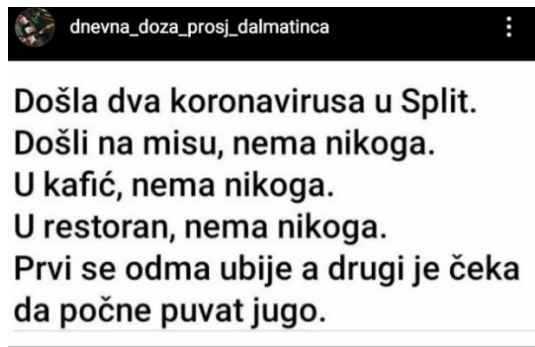 dnevna_doza_prosj_dalmatinca
Došla dva koronavirusa u Split.
Došli na misu, nema nikoga.
U kafić, nema nikoga.
U restoran, nema nikoga.
Prvi se odma ubije a drugi je čeka
da počne puvat jugo.